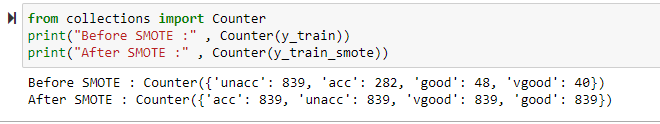 from collections import Counter
print("Before SMOTE :" , Counter(y_train))
print("After SMOTE :" , Counter(y_train_smote))
Before SMOTE : Counter({'unacc': 839, 'acc': 282, 'good': 48, 'vgood': 40})
After SMOTE : Counter({'acc': 839, 'unacc': 839, 'vgood': 839, 'good': 839})